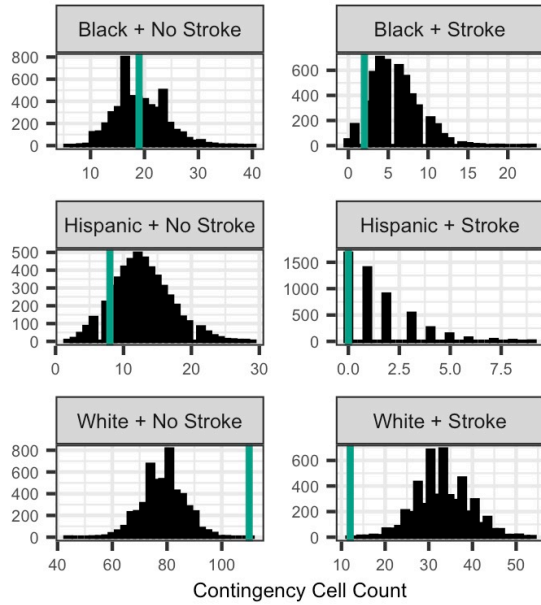 Black + No Stroke
Black + Stroke
800
600
400
200
0
10 20 30 40
600
400
200
0
0 5 10 15 20
Hispanic + No Stroke
Hispanic + Stroke
500
400
300
200
100
0
0 10 20 30
1500
1000
500
0
0.0 2.5 5.0 7.5
White + No Stroke
White + Stroke
800
600
400
200
0
40 60 80 100
600
400
200
0
10 20 30 40 50
Contingency Cell Count